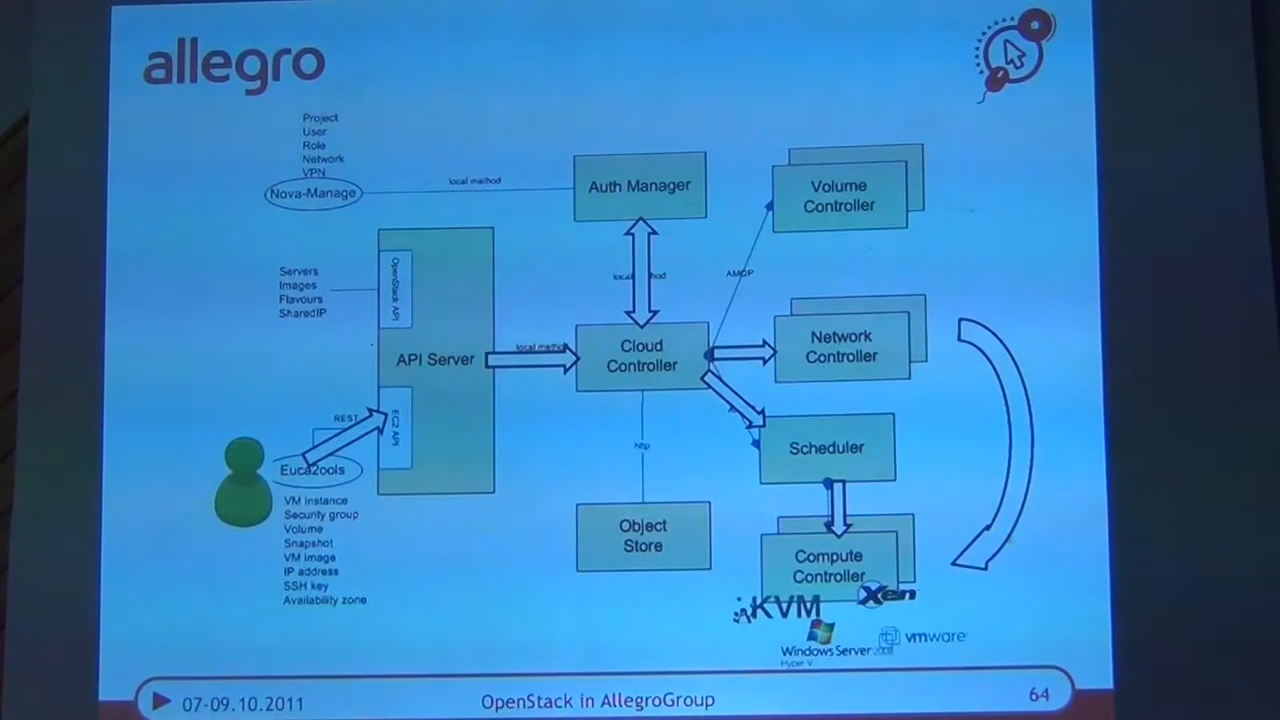 allegro
Project
User
Role
Network
VPN
Nova-Manage
local method
Auth Manager
Volume
Controller
Servers
Images
Flavours
SharedIP
OpenStack API
API Server
local method
Cloud
Controller
AMQP
Network
Controller
REST
EC2 API
Euca2ools
VM instance
Security group
Volume
Snapshot
VM image
IP address
SSH key
Availability zone
Object
Store
Scheduler
Compute
Controller
KVM
Xen
Windows Server 2008
Hyper V
vmware
07-09.10.2011
OpenStack in AllegroGroup
64